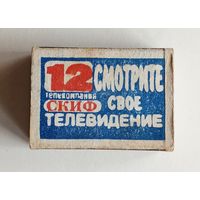 12 СМОТРИТЕ
телекомпания
СКИФ СВОЕ
ТЕЛЕВИДЕНИЕ